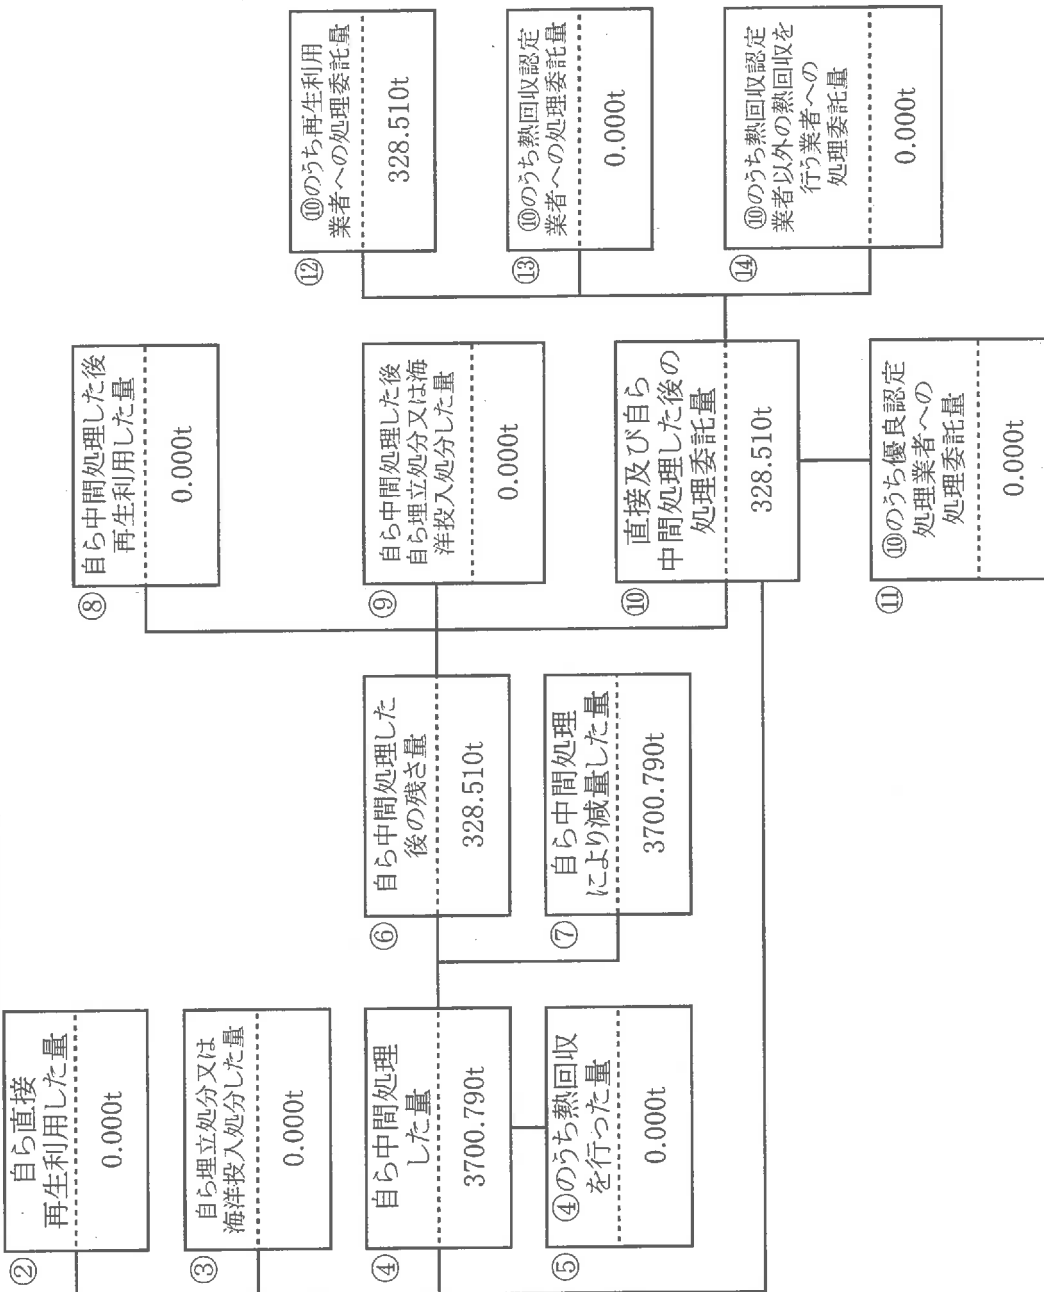 ②
自ら直接
再生利用した量
0.000t
③
自ら埋立処分又は
海洋投入処分した量
0.000t
④
自ら中間処理
した量
3700.790t
⑤
④のうち熱回収
を行った量
0.000t
⑥
自ら中間処理した
後の残さ量
328.510t
⑦
自ら中間処理
により減量した量
3700.790t
⑧
自ら中間処理した後
再生利用した量
0.000t
⑨
自ら中間処理した後
自ら埋立処分又は海
洋投入処分した量
0.000t
⑩
直接及び自ら
中間処理した後の
処理委託量
328.510t
⑪
⑩のうち優良認定
処理業者への
処理委託量
0.000t
⑫
⑩のうち再生利用
業者への処理委託量
328.510t
⑬
⑩のうち熱回収認定
業者への処理委託量
0.000t
⑭
⑩のうち熱回収認定
業者以外の熱回収を
行う業者への
処理委託量
0.000t